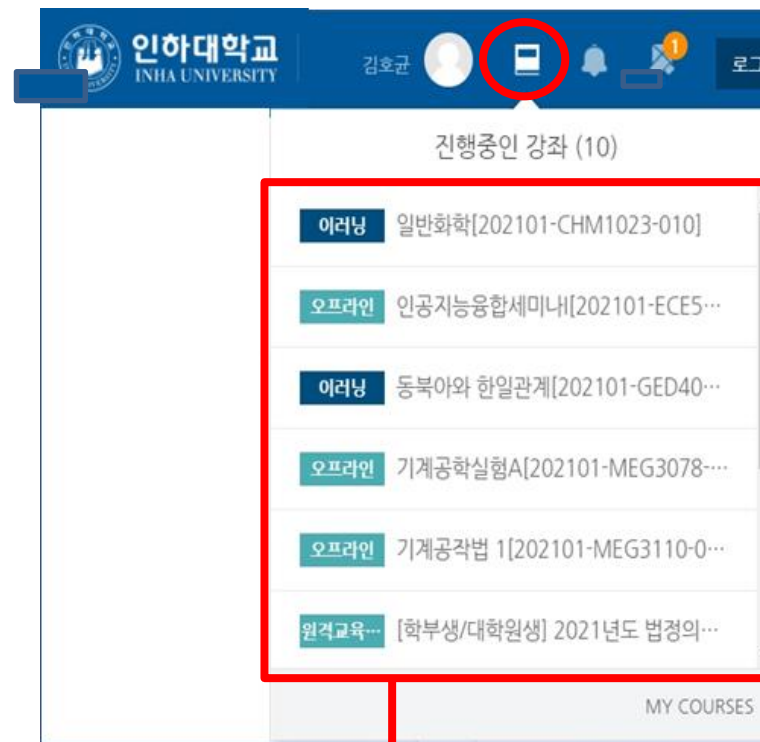 인하대학교
INHA UNIVERSITY
김호균
1
로그
진행중인 강좌 (10)
이러닝 일반화학[202101-CHM1023-010]
오프라인 인공지능융합세미나I[202101-ECE5…
이러닝 동북아와 한일관계[202101-GED40…
오프라인 기계공학실험A[202101-MEG3078-…
오프라인 기계공작법 1[202101-MEG3110-0…
원격교육… [학부생/대학원생] 2021년도 법정의…
MY COURSES